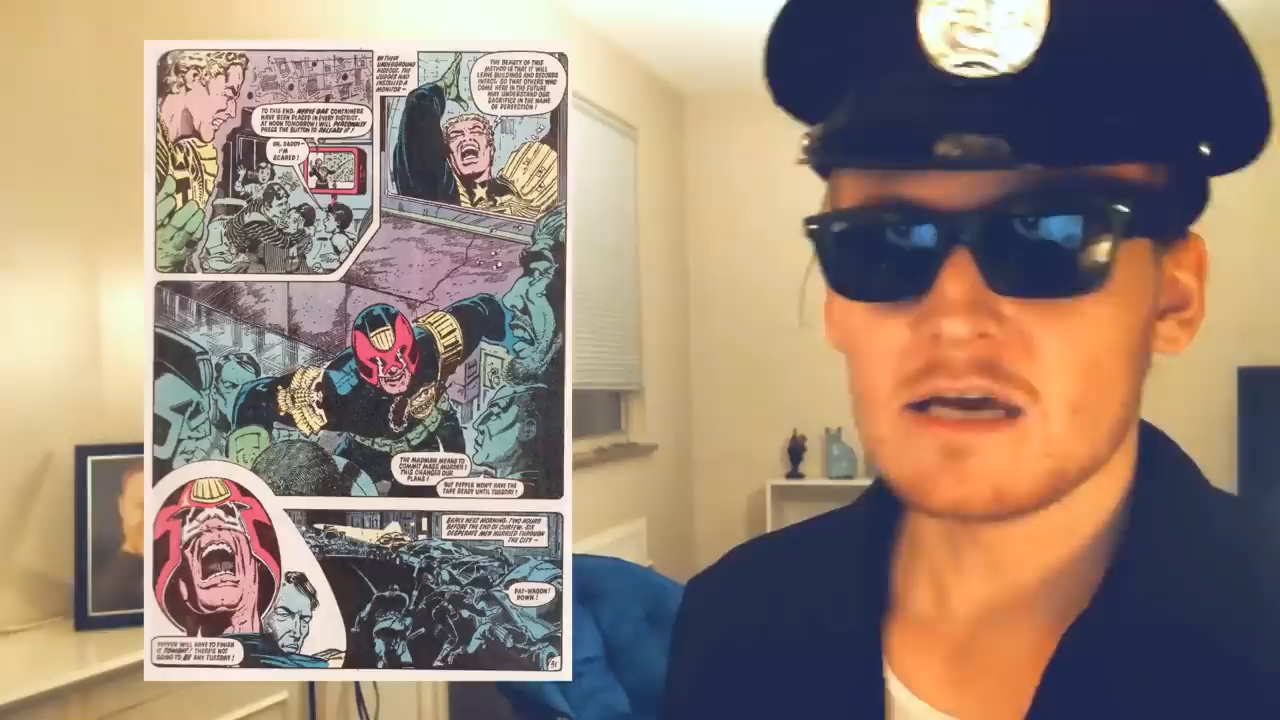 TO THIS END, NERVE GAS CONTAINERS
HAVE BEEN PLACED IN EVERY DISTRICT.
AT NOON TOMORROW I WILL PERSONALLY
PRESS THE BUTTON TO RELEASE IT!
OH, DADDY—
I'M
SCARED!
IN THEIR
UNDERGROUND
HIDEOUT, THE
JUDGES HAD
INSTALLED A
MONITOR—
THE BEAUTY OF THIS
METHOD IS THAT IT WILL
LEAVE BUILDINGS AND RECORDS
INTACT, SO THAT OTHERS WHO
COME HERE IN THE FUTURE
MAY UNDERSTAND OUR
SACRIFICE IN THE NAME
OF PERFECTION!
THE MADMAN MEANS TO
COMMIT MASS MURDER!
THIS CHANGES OUR
PLANS!
BUT PEPPER WON'T HAVE THE
TAPE READY UNTIL TUESDAY!
PEPPER WILL HAVE TO FINISH
IT TONIGHT! THERE'S NOT
GOING TO BE ANY TUESDAY!
EARLY NEXT MORNING, TWO HOURS
BEFORE THE END OF CURFEW, SIX
DESPERATE MEN HURRIED THROUGH
THE CITY—
PAT-WAGON!
DOWN!